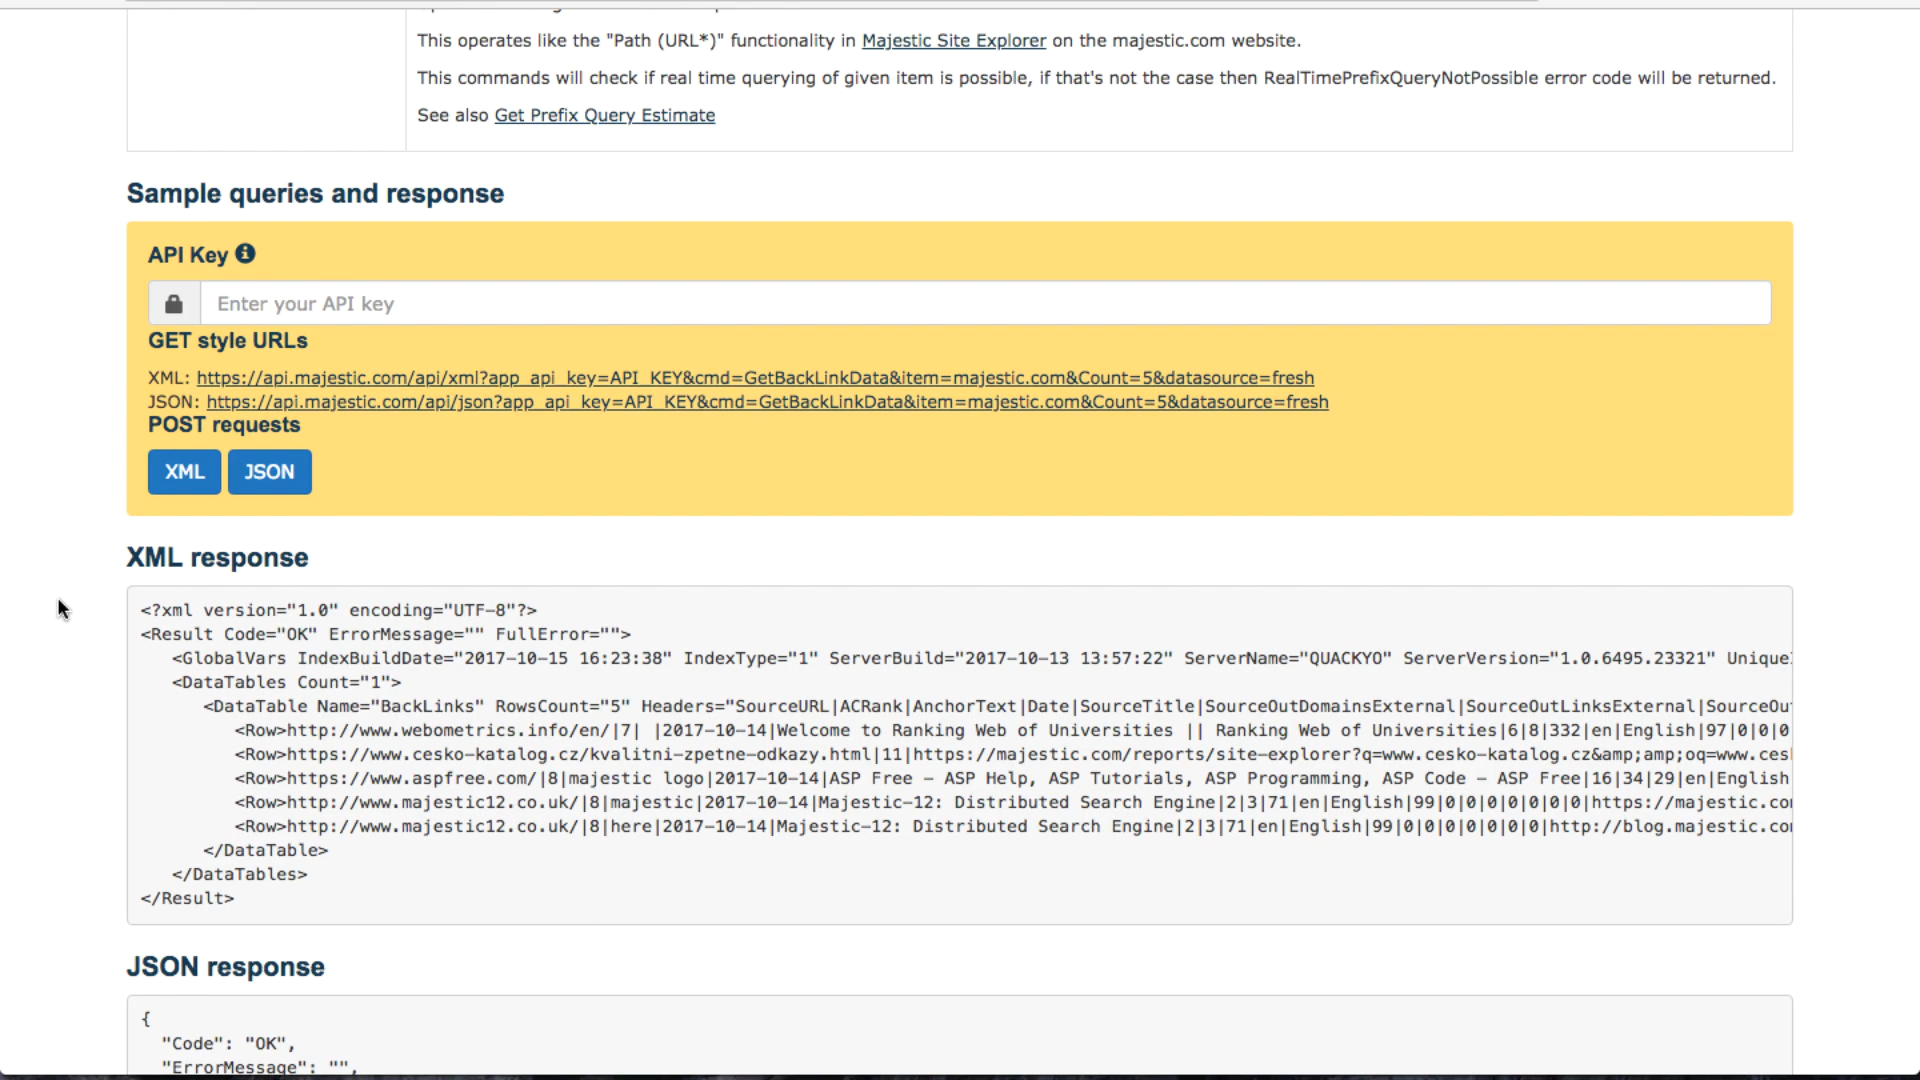 This operates like the "Path (URL*)" functionality in Majestic Site Explorer on the majestic.com website.
This commands will check if real time querying of given item is possible, if that's not the case then RealTimePrefixQueryNotPossible error code will be returned.
See also Get Prefix Query Estimate
Sample queries and response
API Key
Enter your API key
GET style URLs
XML: https://api.majestic.com/api/xml?app_api_key=API_KEY&cmd=GetBackLinkData&item=majestic.com&Count=5&datasource=fresh
JSON: https://api.majestic.com/api/json?app_api_key=API_KEY&cmd=GetBackLinkData&item=majestic.com&Count=5&datasource=fresh
POST requests
XML JSON
XML response
<?xml version="1.0" encoding="UTF-8"?>
<Result Code="OK" ErrorMessage="" FullError="">
<GlobalVars IndexBuildDate="2017-10-15 16:23:38" IndexType="1" ServerBuild="2017-10-13 13:57:22" ServerName="QUACKYO" ServerVersion="1.0.6495.23321" Unique
<DataTables Count="1">
<DataTable Name="BackLinks" RowsCount="5" Headers="SourceURL|ACRank|AnchorText|Date|SourceTitle|SourceOutDomainsExternal|SourceOutLinksExternal|SourceOu
<Row>http://www.webometrics.info/en/|7| |2017-10-14|Welcome to Ranking Web of Universities || Ranking Web of Universities|6|8|332|en|English|97|0|0|0
<Row>https://www.cesko-katalog.cz/kvalitni-zpetne-odkazy.html|11|https://majestic.com/reports/site-explorer?q=www.cesko-katalog.cz&amp;amp;oq=www.ces
<Row>https://www.aspfree.com/|8|majestic logo|2017-10-14|ASP Free – ASP Help, ASP Tutorials, ASP Programming, ASP Code – ASP Free|16|34|29|en|English
<Row>http://www.majestic12.co.uk/|8|majestic|2017-10-14|Majestic-12: Distributed Search Engine|2|3|71|en|English|99|0|0|0|0|0|0|0|https://majestic.co
<Row>http://www.majestic12.co.uk/|8|here|2017-10-14|Majestic-12: Distributed Search Engine|2|3|71|en|English|99|0|0|0|0|0|0|0|http://blog.majestic.co
</DataTable>
</DataTables>
</Result>
JSON response
{
"Code": "OK",
"ErrorMessage": "",